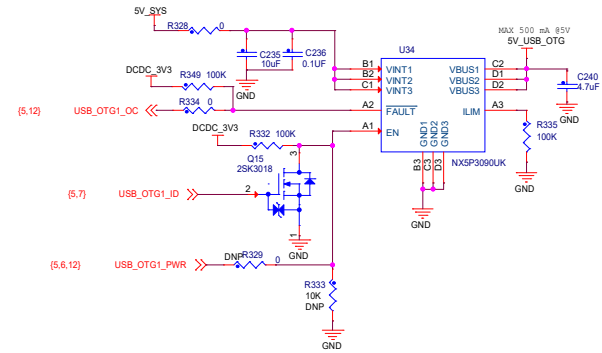 5V_SYS
MAX 500 mA @5V
5V_USB_OTG
R328 0
C235
10uF
C236
0.1UF
GND
U34
B1 VINT1
B2 VINT2
C1 VINT3
A2 FAULT
A1 EN
VBUS1 C2
VBUS2 D1
VBUS3 D2
ILIM A3
GND1
GND2
GND3
B3
C3
D3
NX5P3090UK
GND
C240
4.7uF
GND
R335
100K
GND
DCDC_3V3
R349 100K
R334 0
{5,12} USB_OTG1_OC
DCDC_3V3
R332 100K
Q15
2SK3018
3
2
1
GND
{5,7} USB_OTG1_ID
{5,6,12} USB_OTG1_PWR
DNP R329 0
R333
10K
DNP
GND